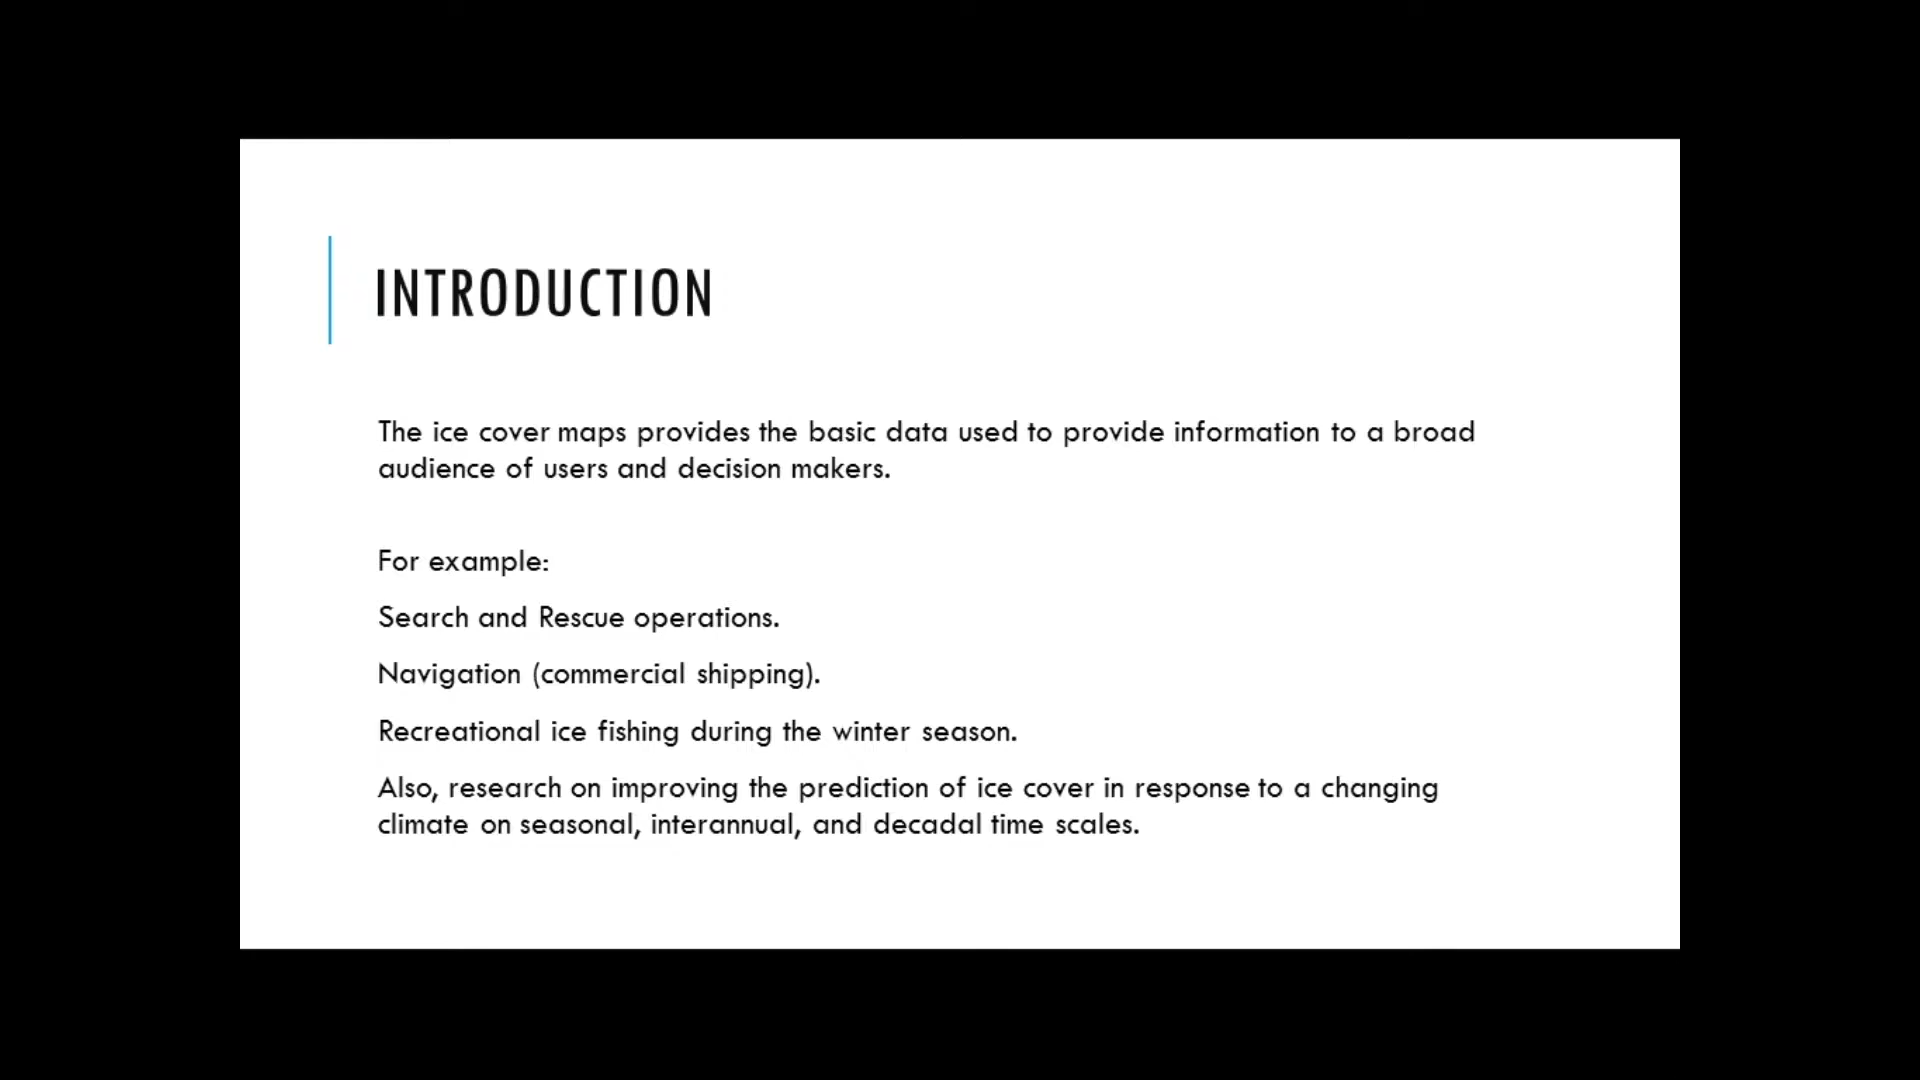 INTRODUCTION
The ice cover maps provides the basic data used to provide information to a broad
audience of users and decision makers.
For example:
Search and Rescue operations.
Navigation (commercial shipping).
Recreational ice fishing during the winter season.
Also, research on improving the prediction of ice cover in response to a changing
climate on seasonal, interannual, and decadal time scales.